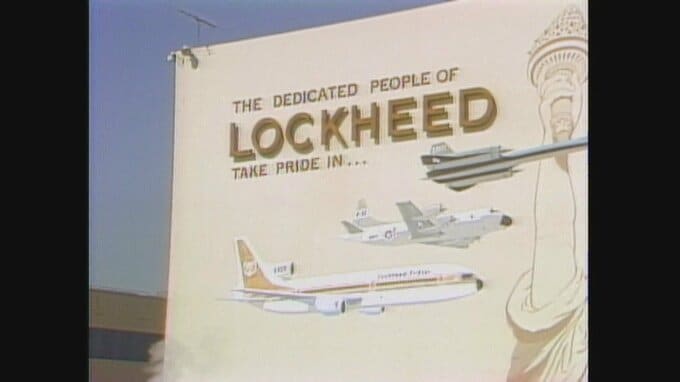 THE DEDICATED PEOPLE OF
LOCKHEED
TAKE PRIDE IN...